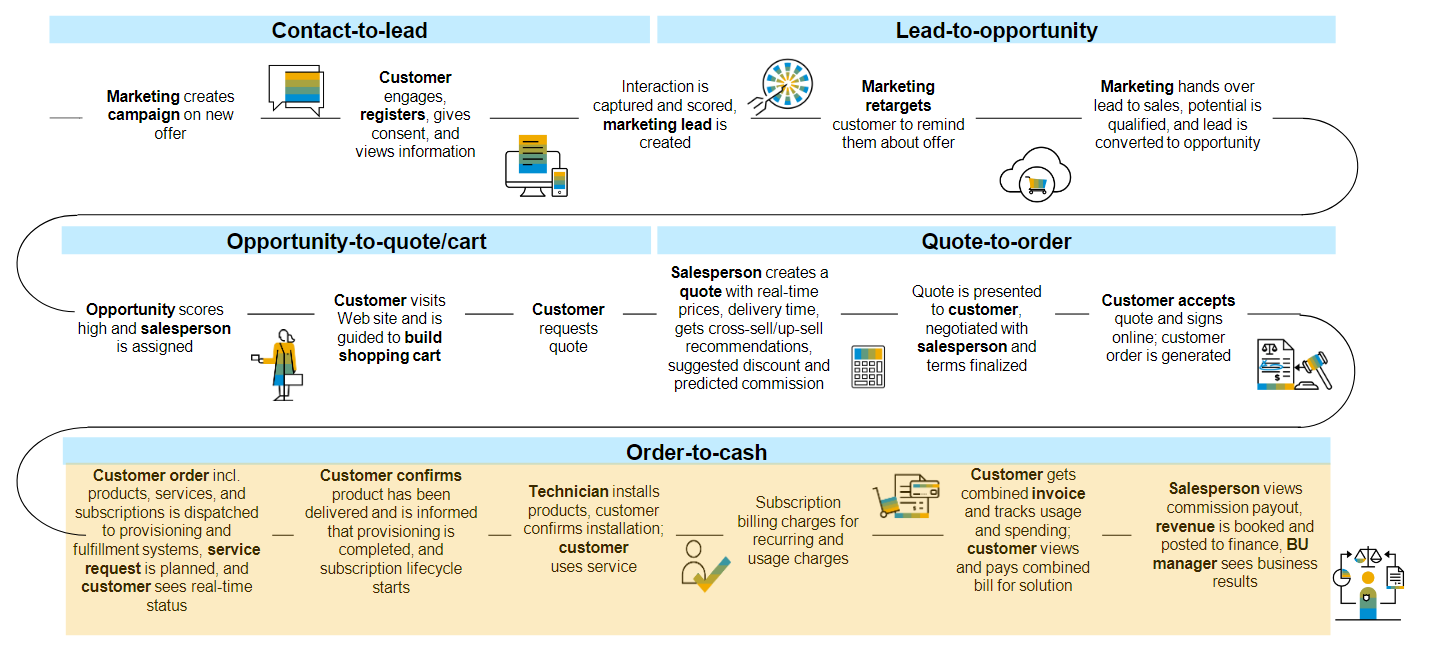 Contact-to-lead
Lead-to-opportunity
Marketing creates
campaign on new
offer
Customer
engages,
registers, gives
consent, and
views information
Interaction is
captured and scored,
marketing lead is
created
Marketing
retargets
customer to remind
them about offer
Marketing hands over
lead to sales, potential is
qualified, and lead is
converted to opportunity
Opportunity-to-quote/cart
Quote-to-order
Opportunity scores
high and salesperson
is assigned
Customer visits
Web site and is
guided to build
shopping cart
Customer
requests
quote
Salesperson creates a
quote with real-time
prices, delivery time,
gets cross-sell/up-sell
recommendations,
suggested discount and
predicted commission
Quote is presented
to customer,
negotiated with
salesperson and
terms finalized
Customer accepts
quote and signs
online; customer
order is generated
$
Order-to-cash
Customer order incl.
products, services, and
subscriptions is dispatched
to provisioning and
fulfillment systems, service
request is planned, and
customer sees real-time
status
Customer confirms
product has been
delivered and is informed
that provisioning is
completed, and
subscription lifecycle
starts
Technician installs
products, customer
confirms installation;
customer
uses service
Subscription
billing charges for
recurring and
usage charges
Customer gets
combined invoice
and tracks usage
and spending;
customer views
and pays combined
bill for solution
Salesperson views
commission payout,
revenue is booked and
posted to finance, BU
manager sees business
results